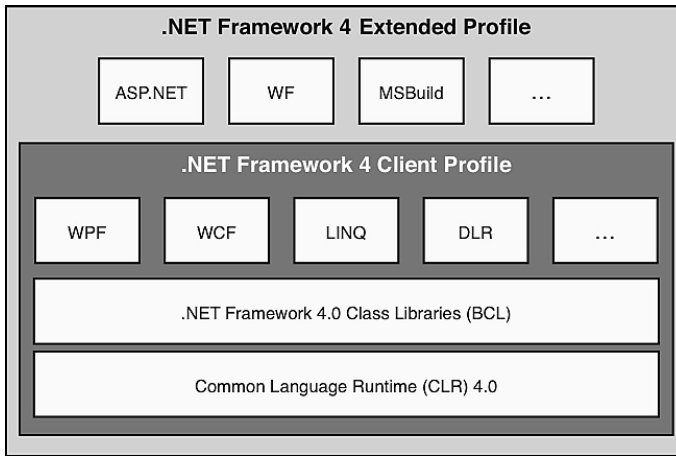 .NET Framework 4 Extended Profile
ASP.NET WF MSBuild ...
.NET Framework 4 Client Profile
WPF WCF LINQ DLR ...
.NET Framework 4.0 Class Libraries (BCL)
Common Language Runtime (CLR) 4.0